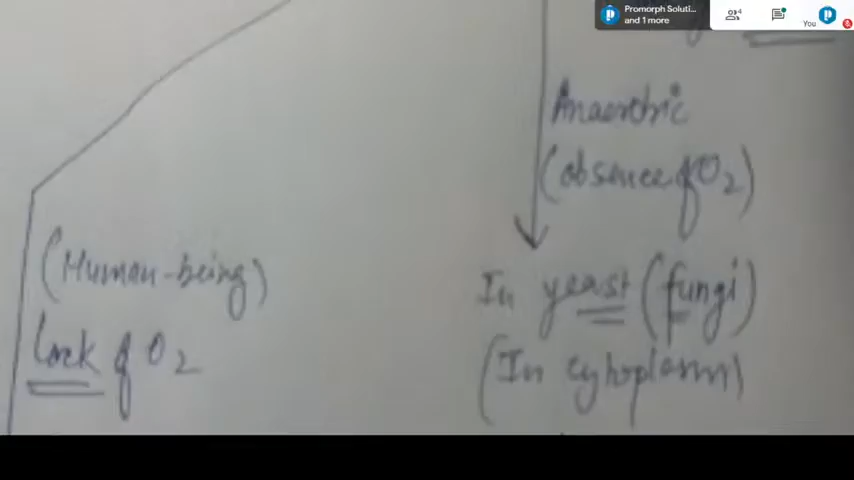 Promorph Soluti...
and 1 more
4
You
Anaerobic
(absence of O2)
(Human-being)
Lack of O2
In yeast (fungi)
(In cytoplasm)